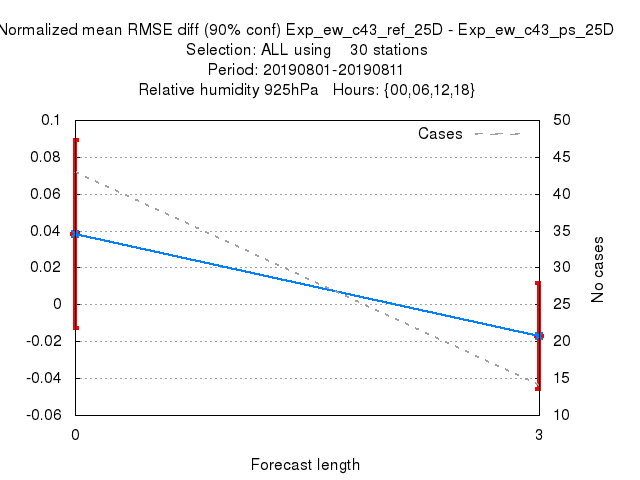 Normalized mean RMSE diff (90% conf) Exp_ew_c43_ref_25D - Exp_ew_c43_ps_25D
Selection: ALL using    30 stations
Period: 20190801-20190811
Relative humidity 925hPa   Hours: {00,06,12,18}
Cases
0.1
0.08
0.06
0.04
0.02
0
-0.02
-0.04
-0.06
50
45
40
35
30
25
20
15
10
No cases
0
3
Forecast length